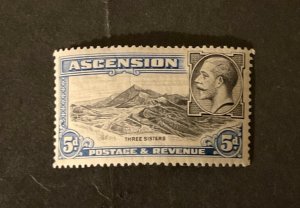 ASCENSION
THREE SISTERS
5d 5d
POSTAGE & REVENUE